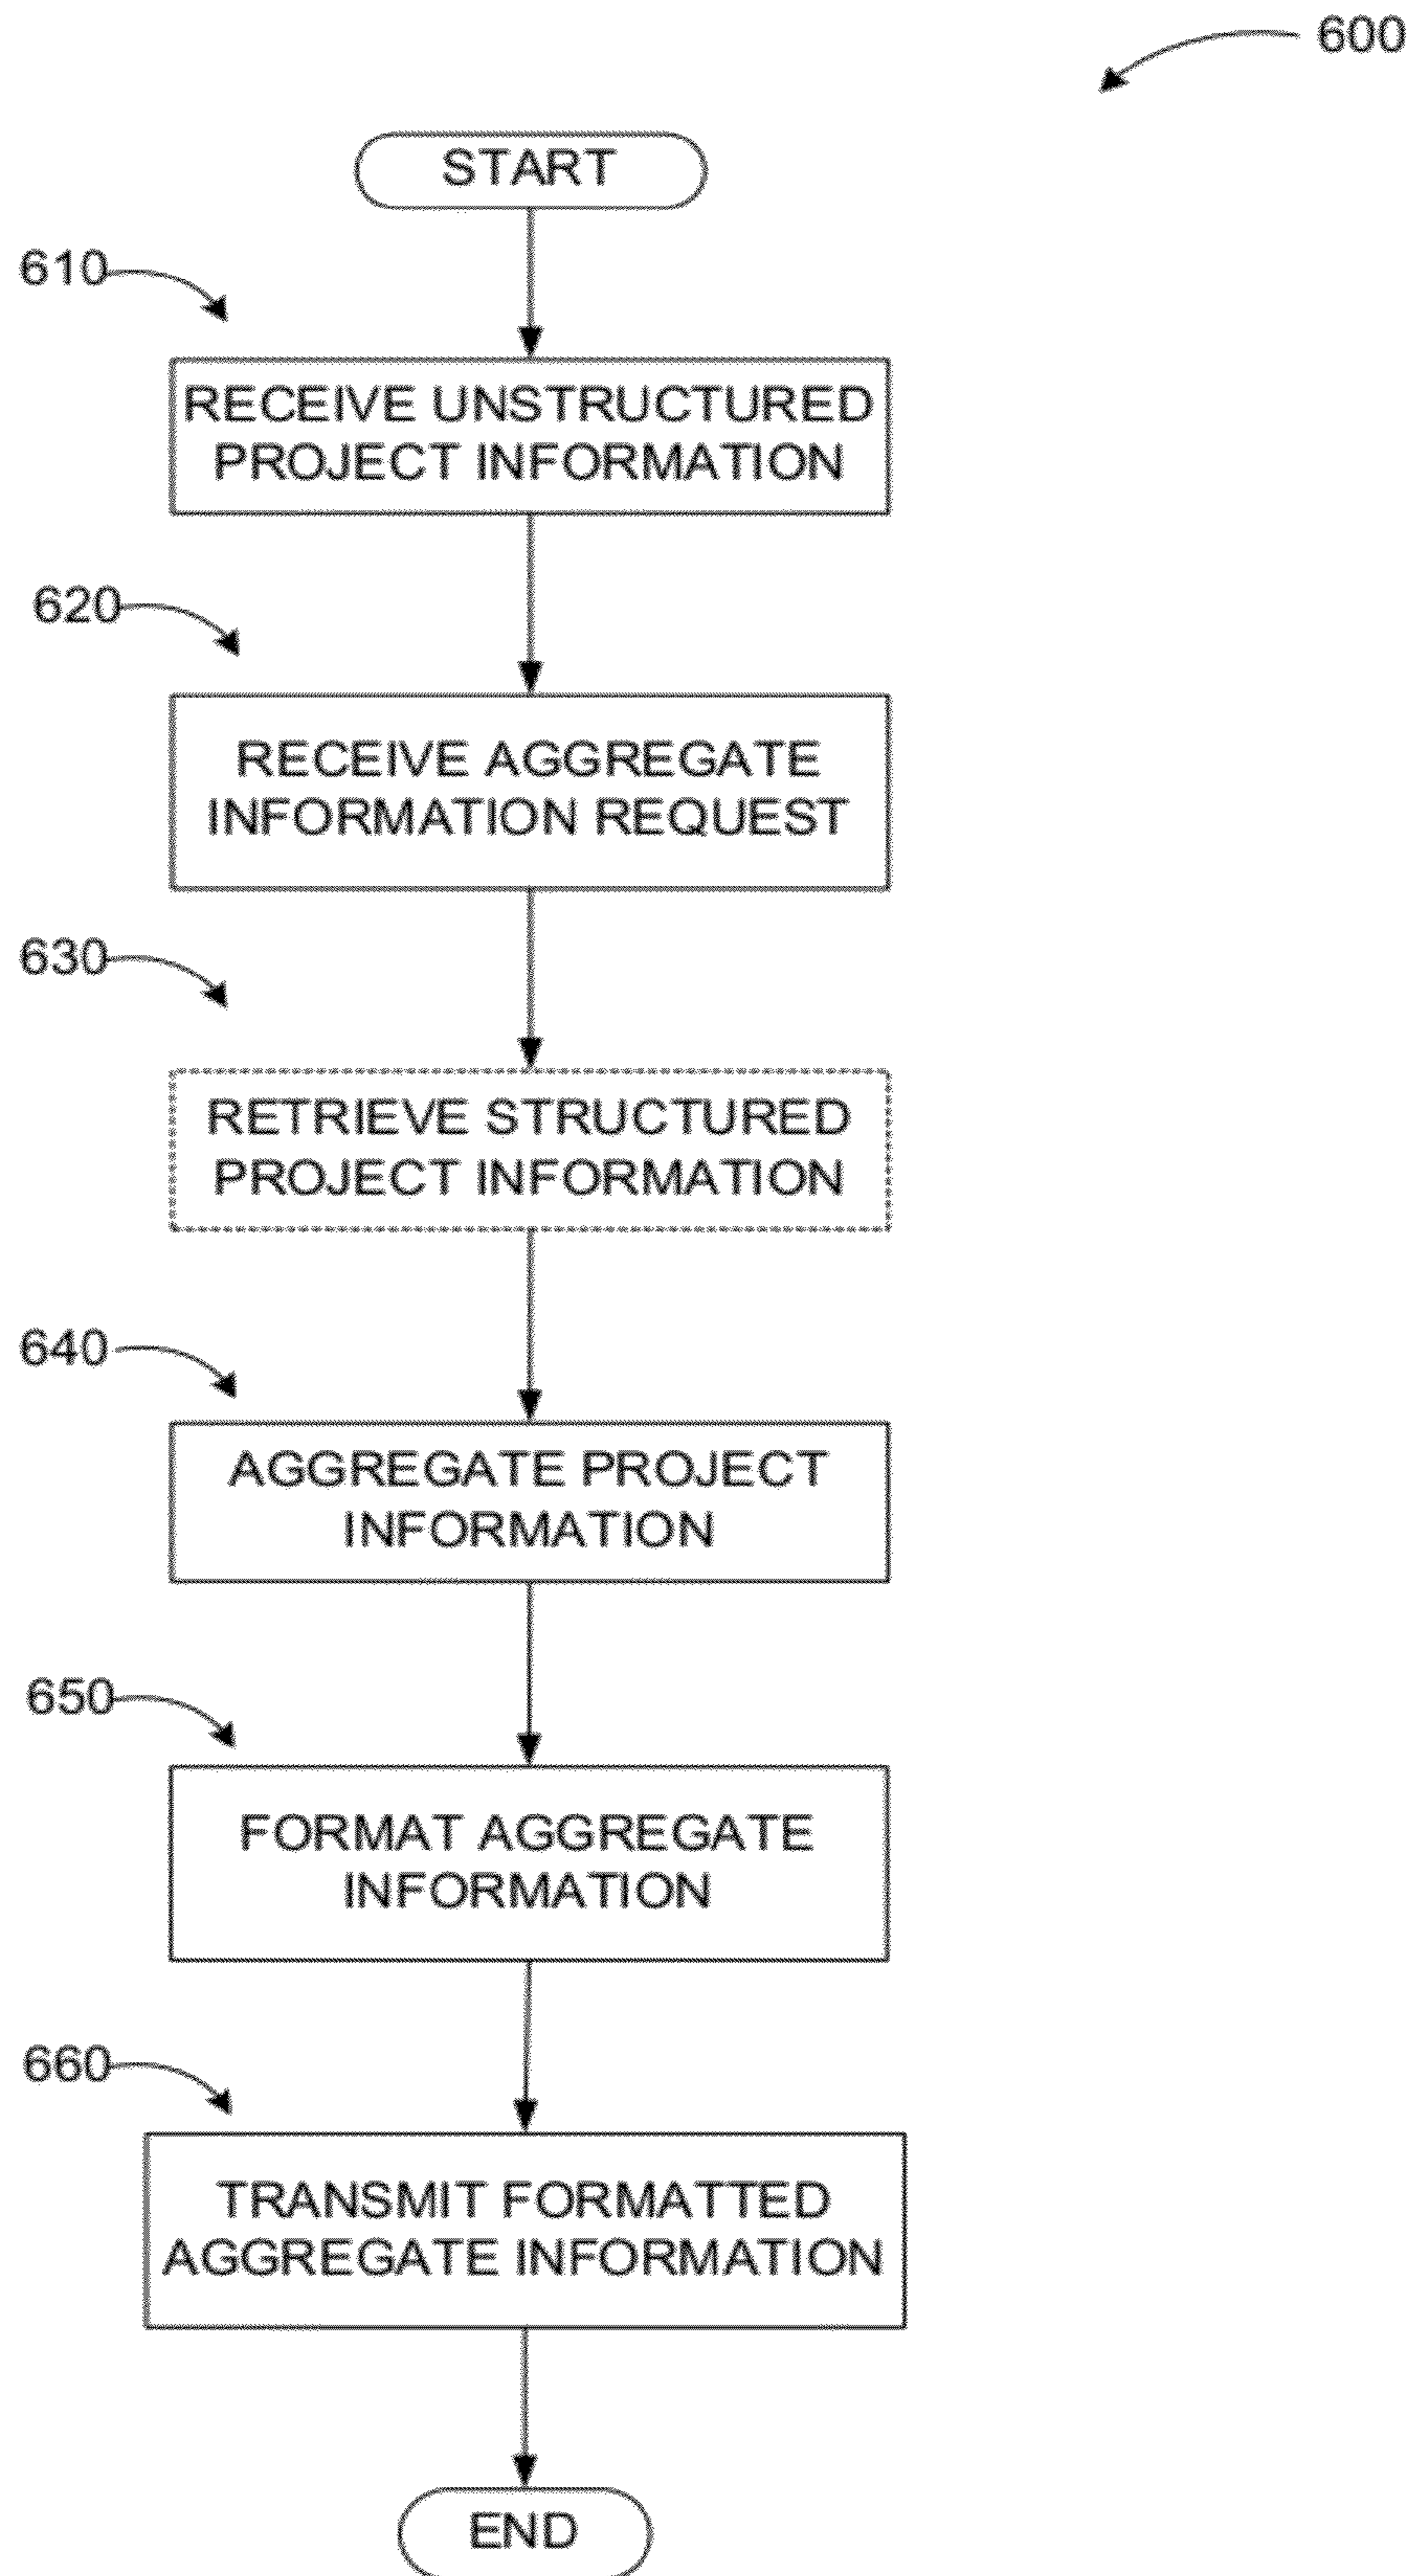 600
START
610
RECEIVE UNSTRUCTURED
PROJECT INFORMATION
620
RECEIVE AGGREGATE
INFORMATION REQUEST
630
RETRIEVE STRUCTURED
PROJECT INFORMATION
640
AGGREGATE PROJECT
INFORMATION
650
FORMAT AGGREGATE
INFORMATION
660
TRANSMIT FORMATTED
AGGREGATE INFORMATION
END